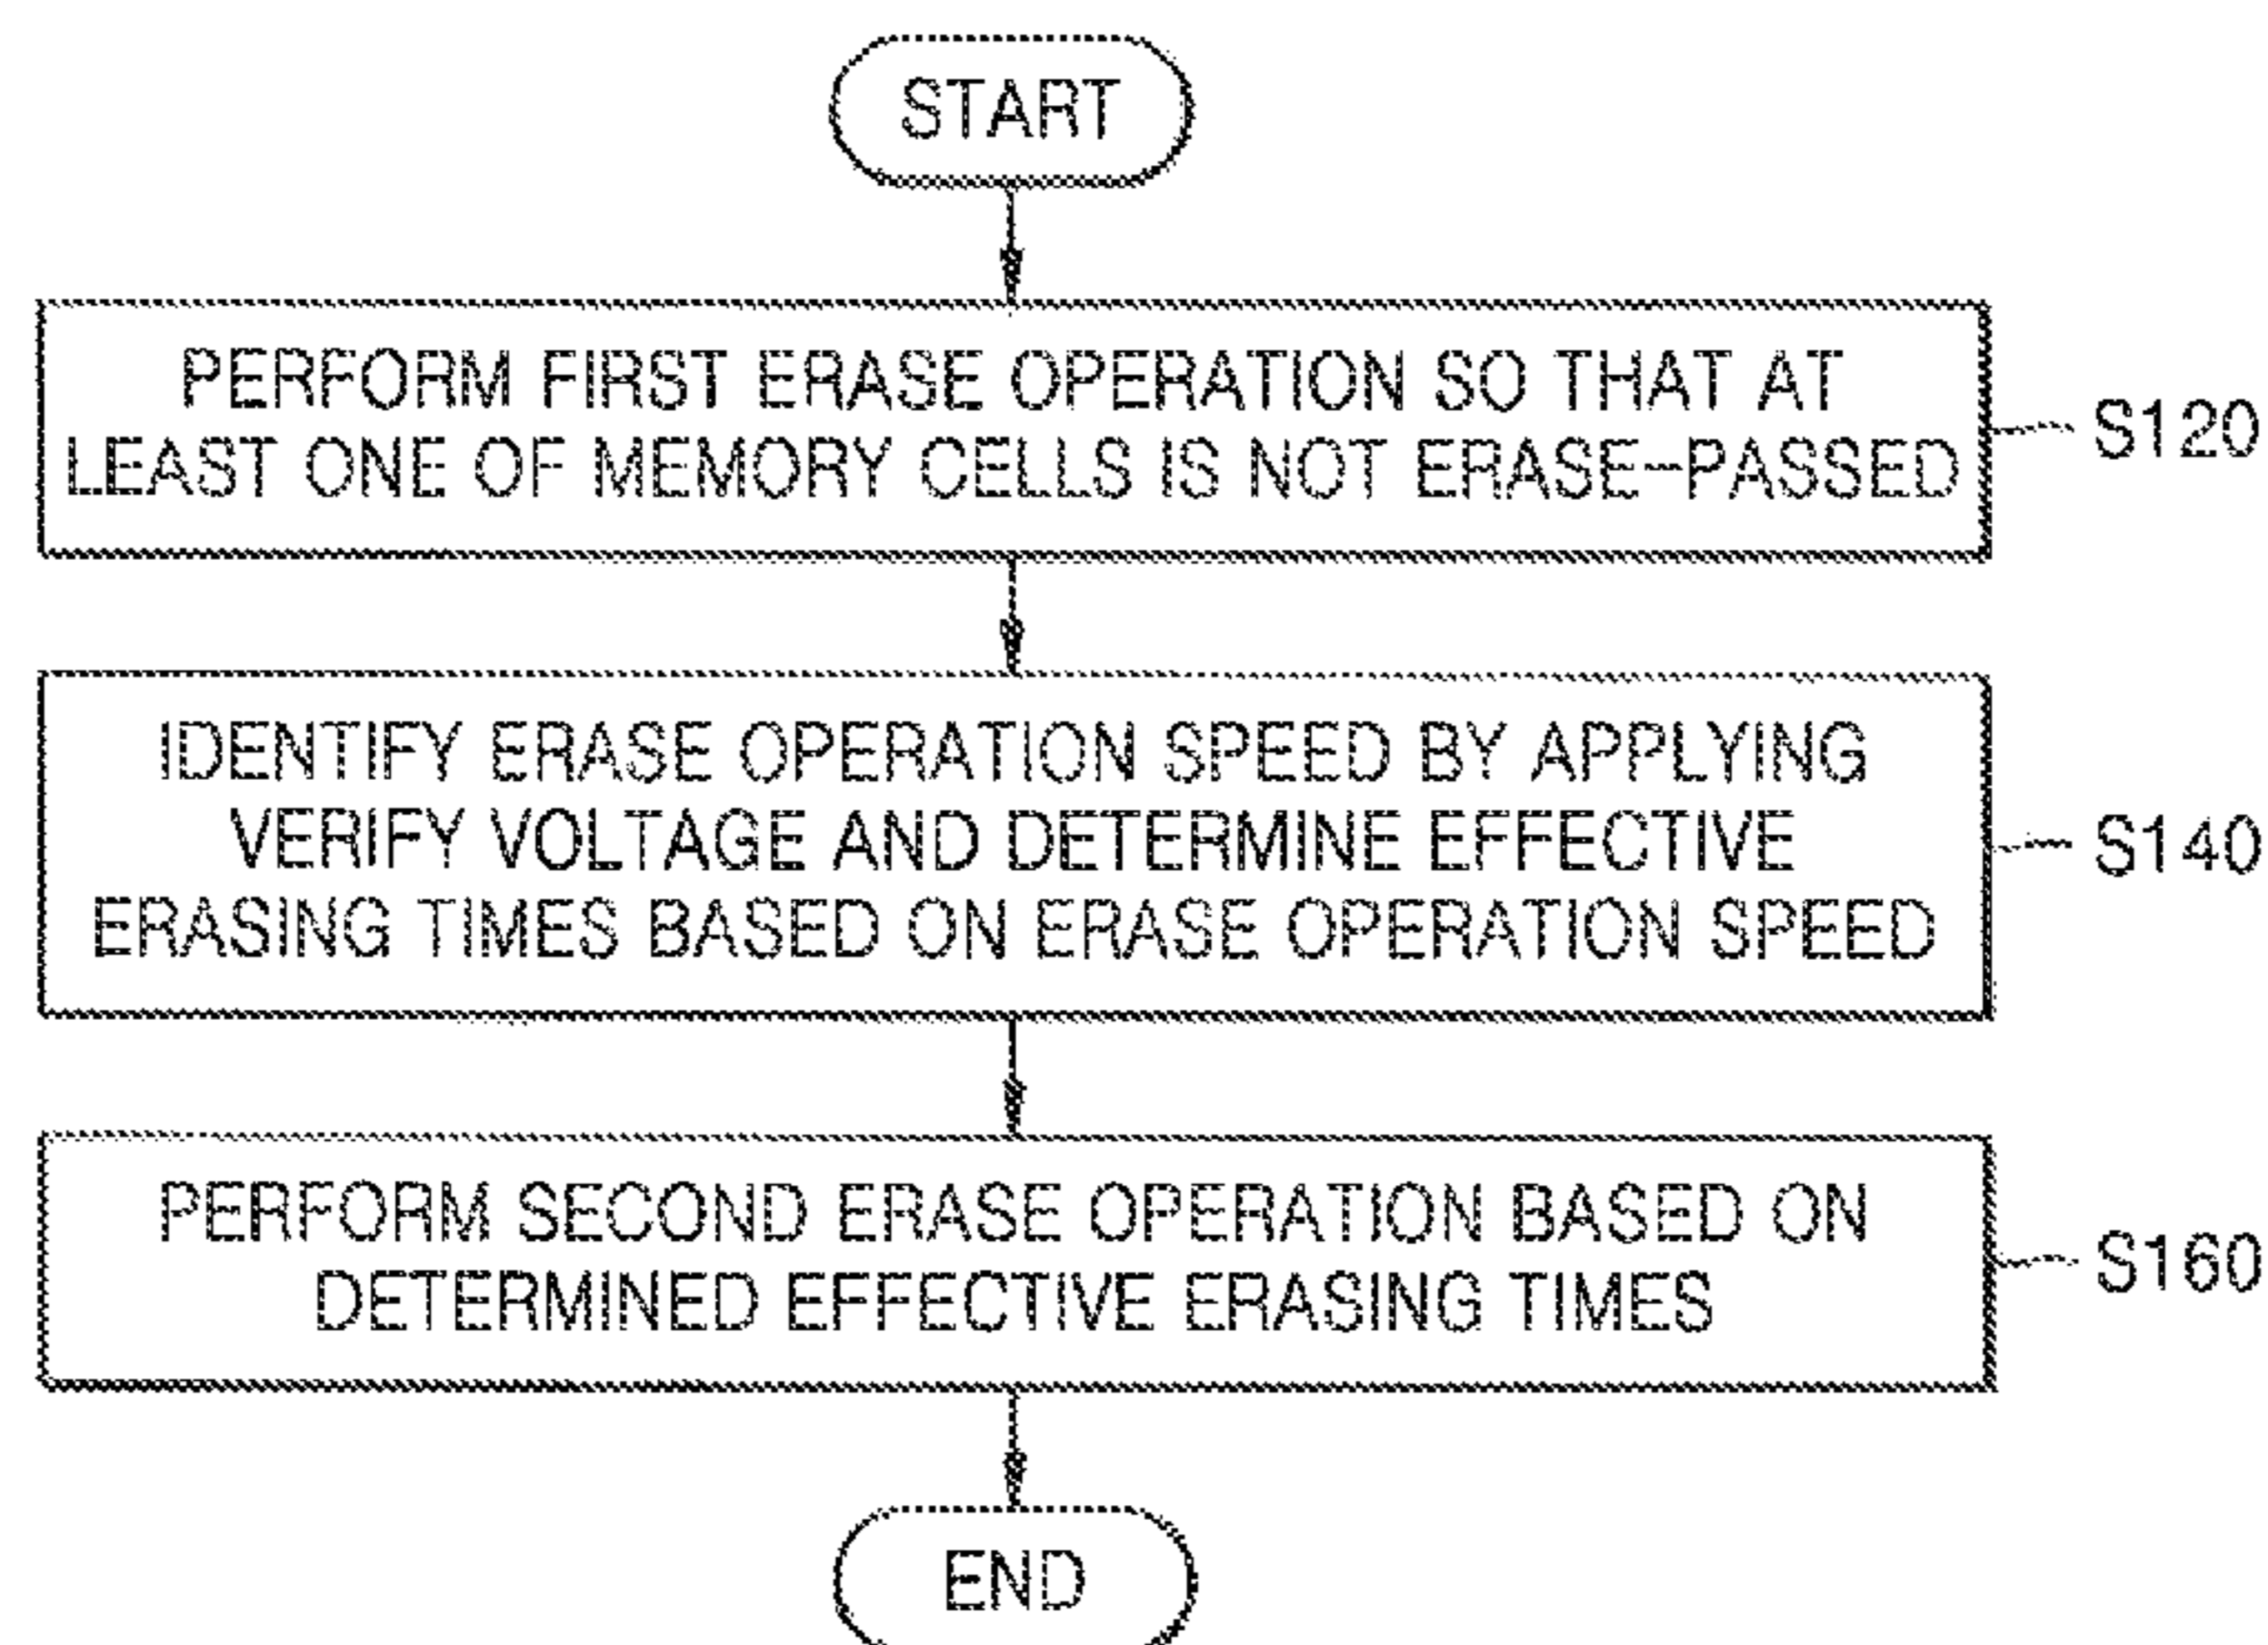 START
PERFORM FIRST ERASE OPERATION SO THAT AT
LEAST ONE OF MEMORY CELLS IS NOT ERASE-PASSED
S120
IDENTIFY ERASE OPERATION SPEED BY APPLYING
VERIFY VOLTAGE AND DETERMINE EFFECTIVE
ERASING TIMES BASED ON ERASE OPERATION SPEED
S140
PERFORM SECOND ERASE OPERATION BASED ON
DETERMINED EFFECTIVE ERASING TIMES
S160
END